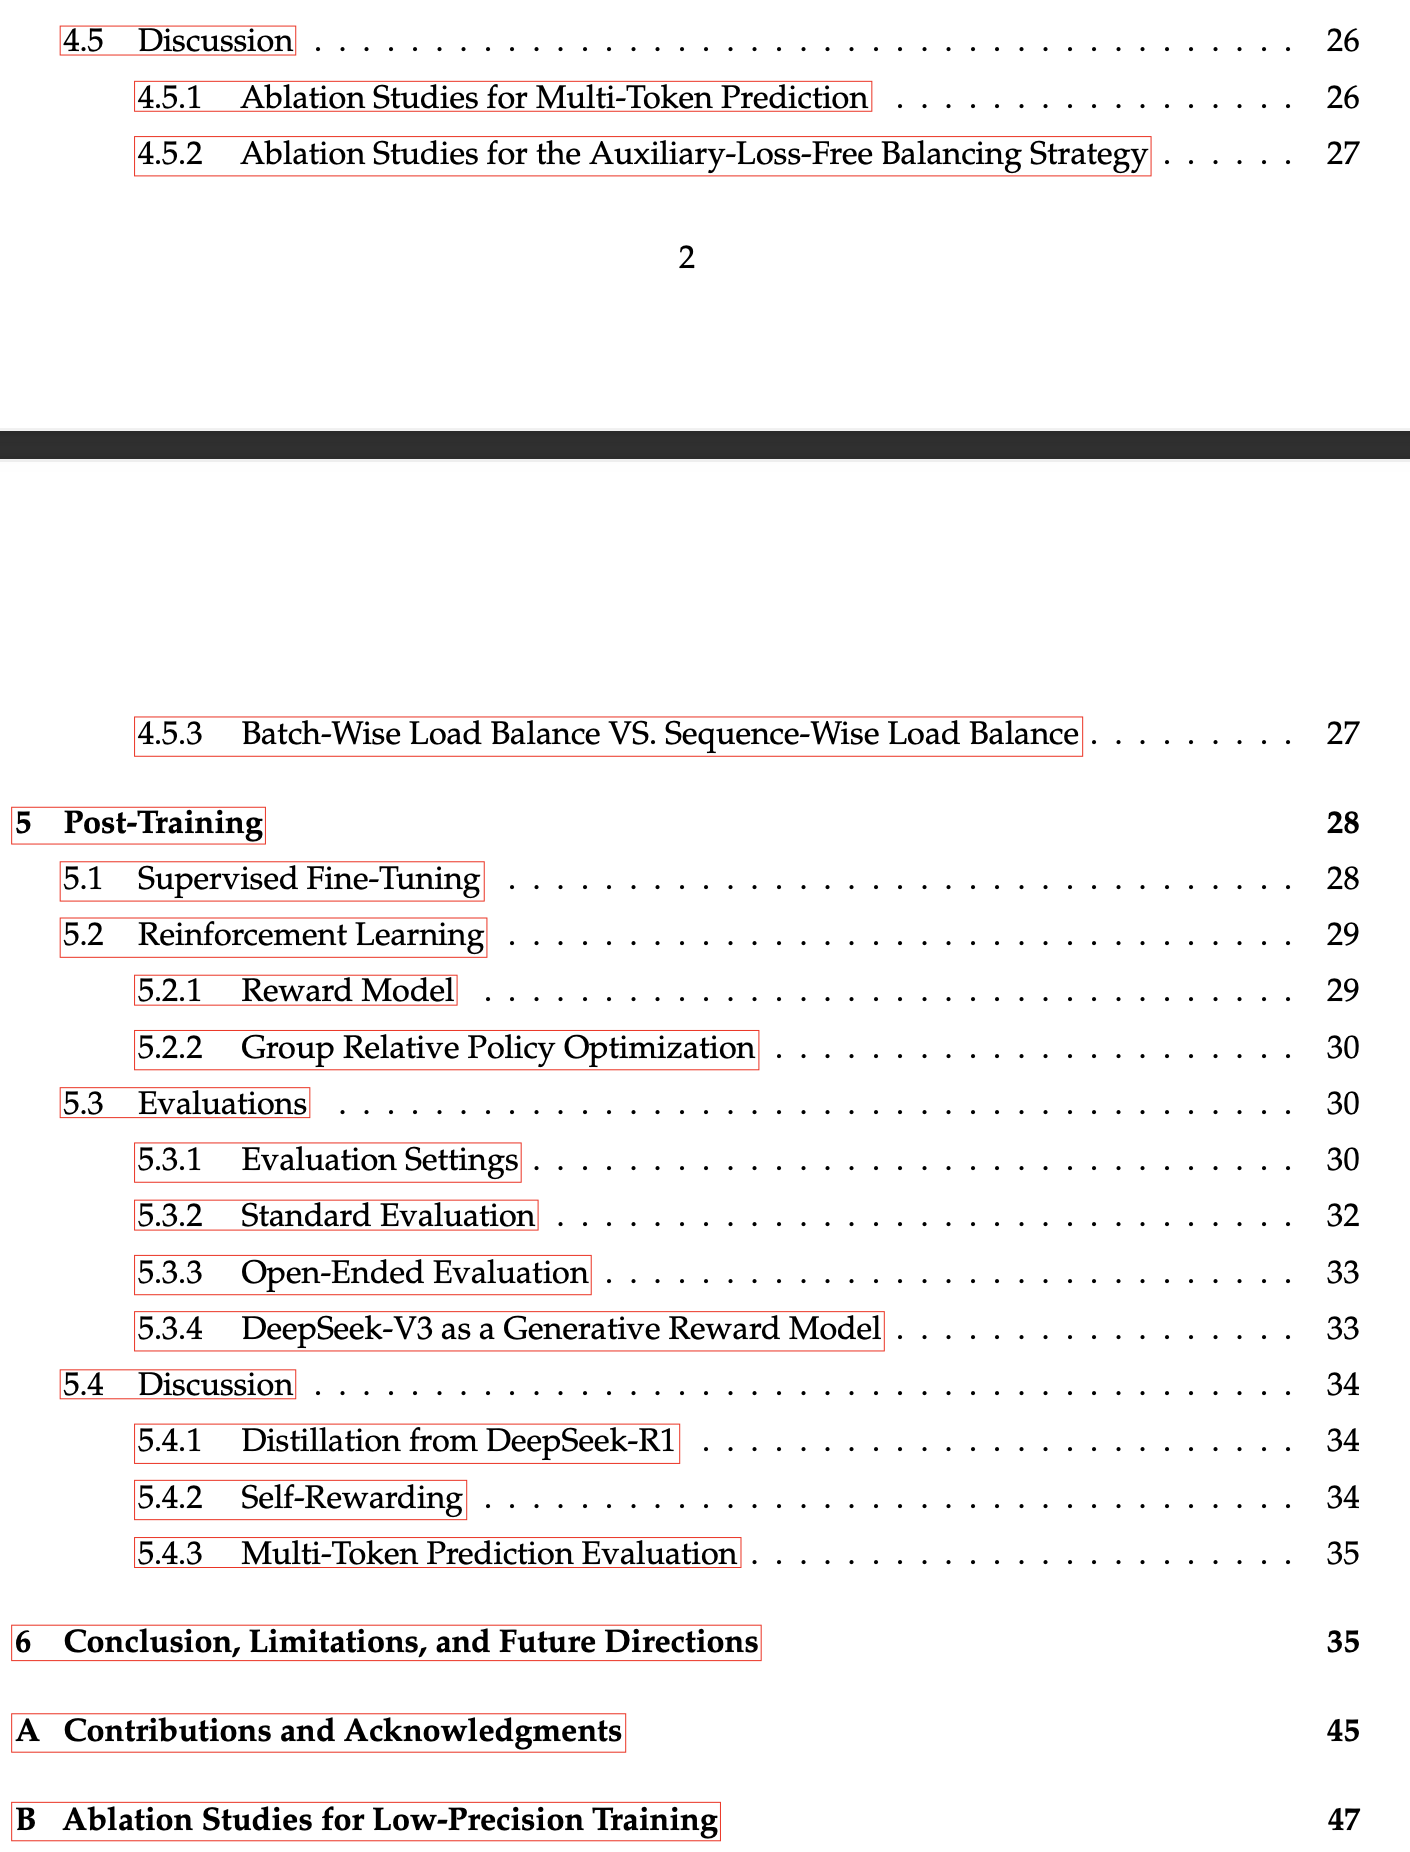 4.5 Discussion . . . . . . . . . . . . . . . . . . . . . . . . . . . . . . . . . . . . . . . . . 26
4.5.1 Ablation Studies for Multi-Token Prediction . . . . . . . . . . . . . . . . . 26
4.5.2 Ablation Studies for the Auxiliary-Loss-Free Balancing Strategy . . . . . . 27
2
4.5.3 Batch-Wise Load Balance VS. Sequence-Wise Load Balance . . . . . . . . . 27
5 Post-Training 28
5.1 Supervised Fine-Tuning . . . . . . . . . . . . . . . . . . . . . . . . . . . . . . . . . 28
5.2 Reinforcement Learning . . . . . . . . . . . . . . . . . . . . . . . . . . . . . . . . . 29
5.2.1 Reward Model . . . . . . . . . . . . . . . . . . . . . . . . . . . . . . . . . . 29
5.2.2 Group Relative Policy Optimization . . . . . . . . . . . . . . . . . . . . . . 30
5.3 Evaluations . . . . . . . . . . . . . . . . . . . . . . . . . . . . . . . . . . . . . . . . 30
5.3.1 Evaluation Settings . . . . . . . . . . . . . . . . . . . . . . . . . . . . . . . . 30
5.3.2 Standard Evaluation . . . . . . . . . . . . . . . . . . . . . . . . . . . . . . . 32
5.3.3 Open-Ended Evaluation . . . . . . . . . . . . . . . . . . . . . . . . . . . . . 33
5.3.4 DeepSeek-V3 as a Generative Reward Model . . . . . . . . . . . . . . . . . 33
5.4 Discussion . . . . . . . . . . . . . . . . . . . . . . . . . . . . . . . . . . . . . . . . . 34
5.4.1 Distillation from DeepSeek-R1 . . . . . . . . . . . . . . . . . . . . . . . . . 34
5.4.2 Self-Rewarding . . . . . . . . . . . . . . . . . . . . . . . . . . . . . . . . . . 34
5.4.3 Multi-Token Prediction Evaluation . . . . . . . . . . . . . . . . . . . . . . . 35
6 Conclusion, Limitations, and Future Directions 35
A Contributions and Acknowledgments 45
B Ablation Studies for Low-Precision Training 47